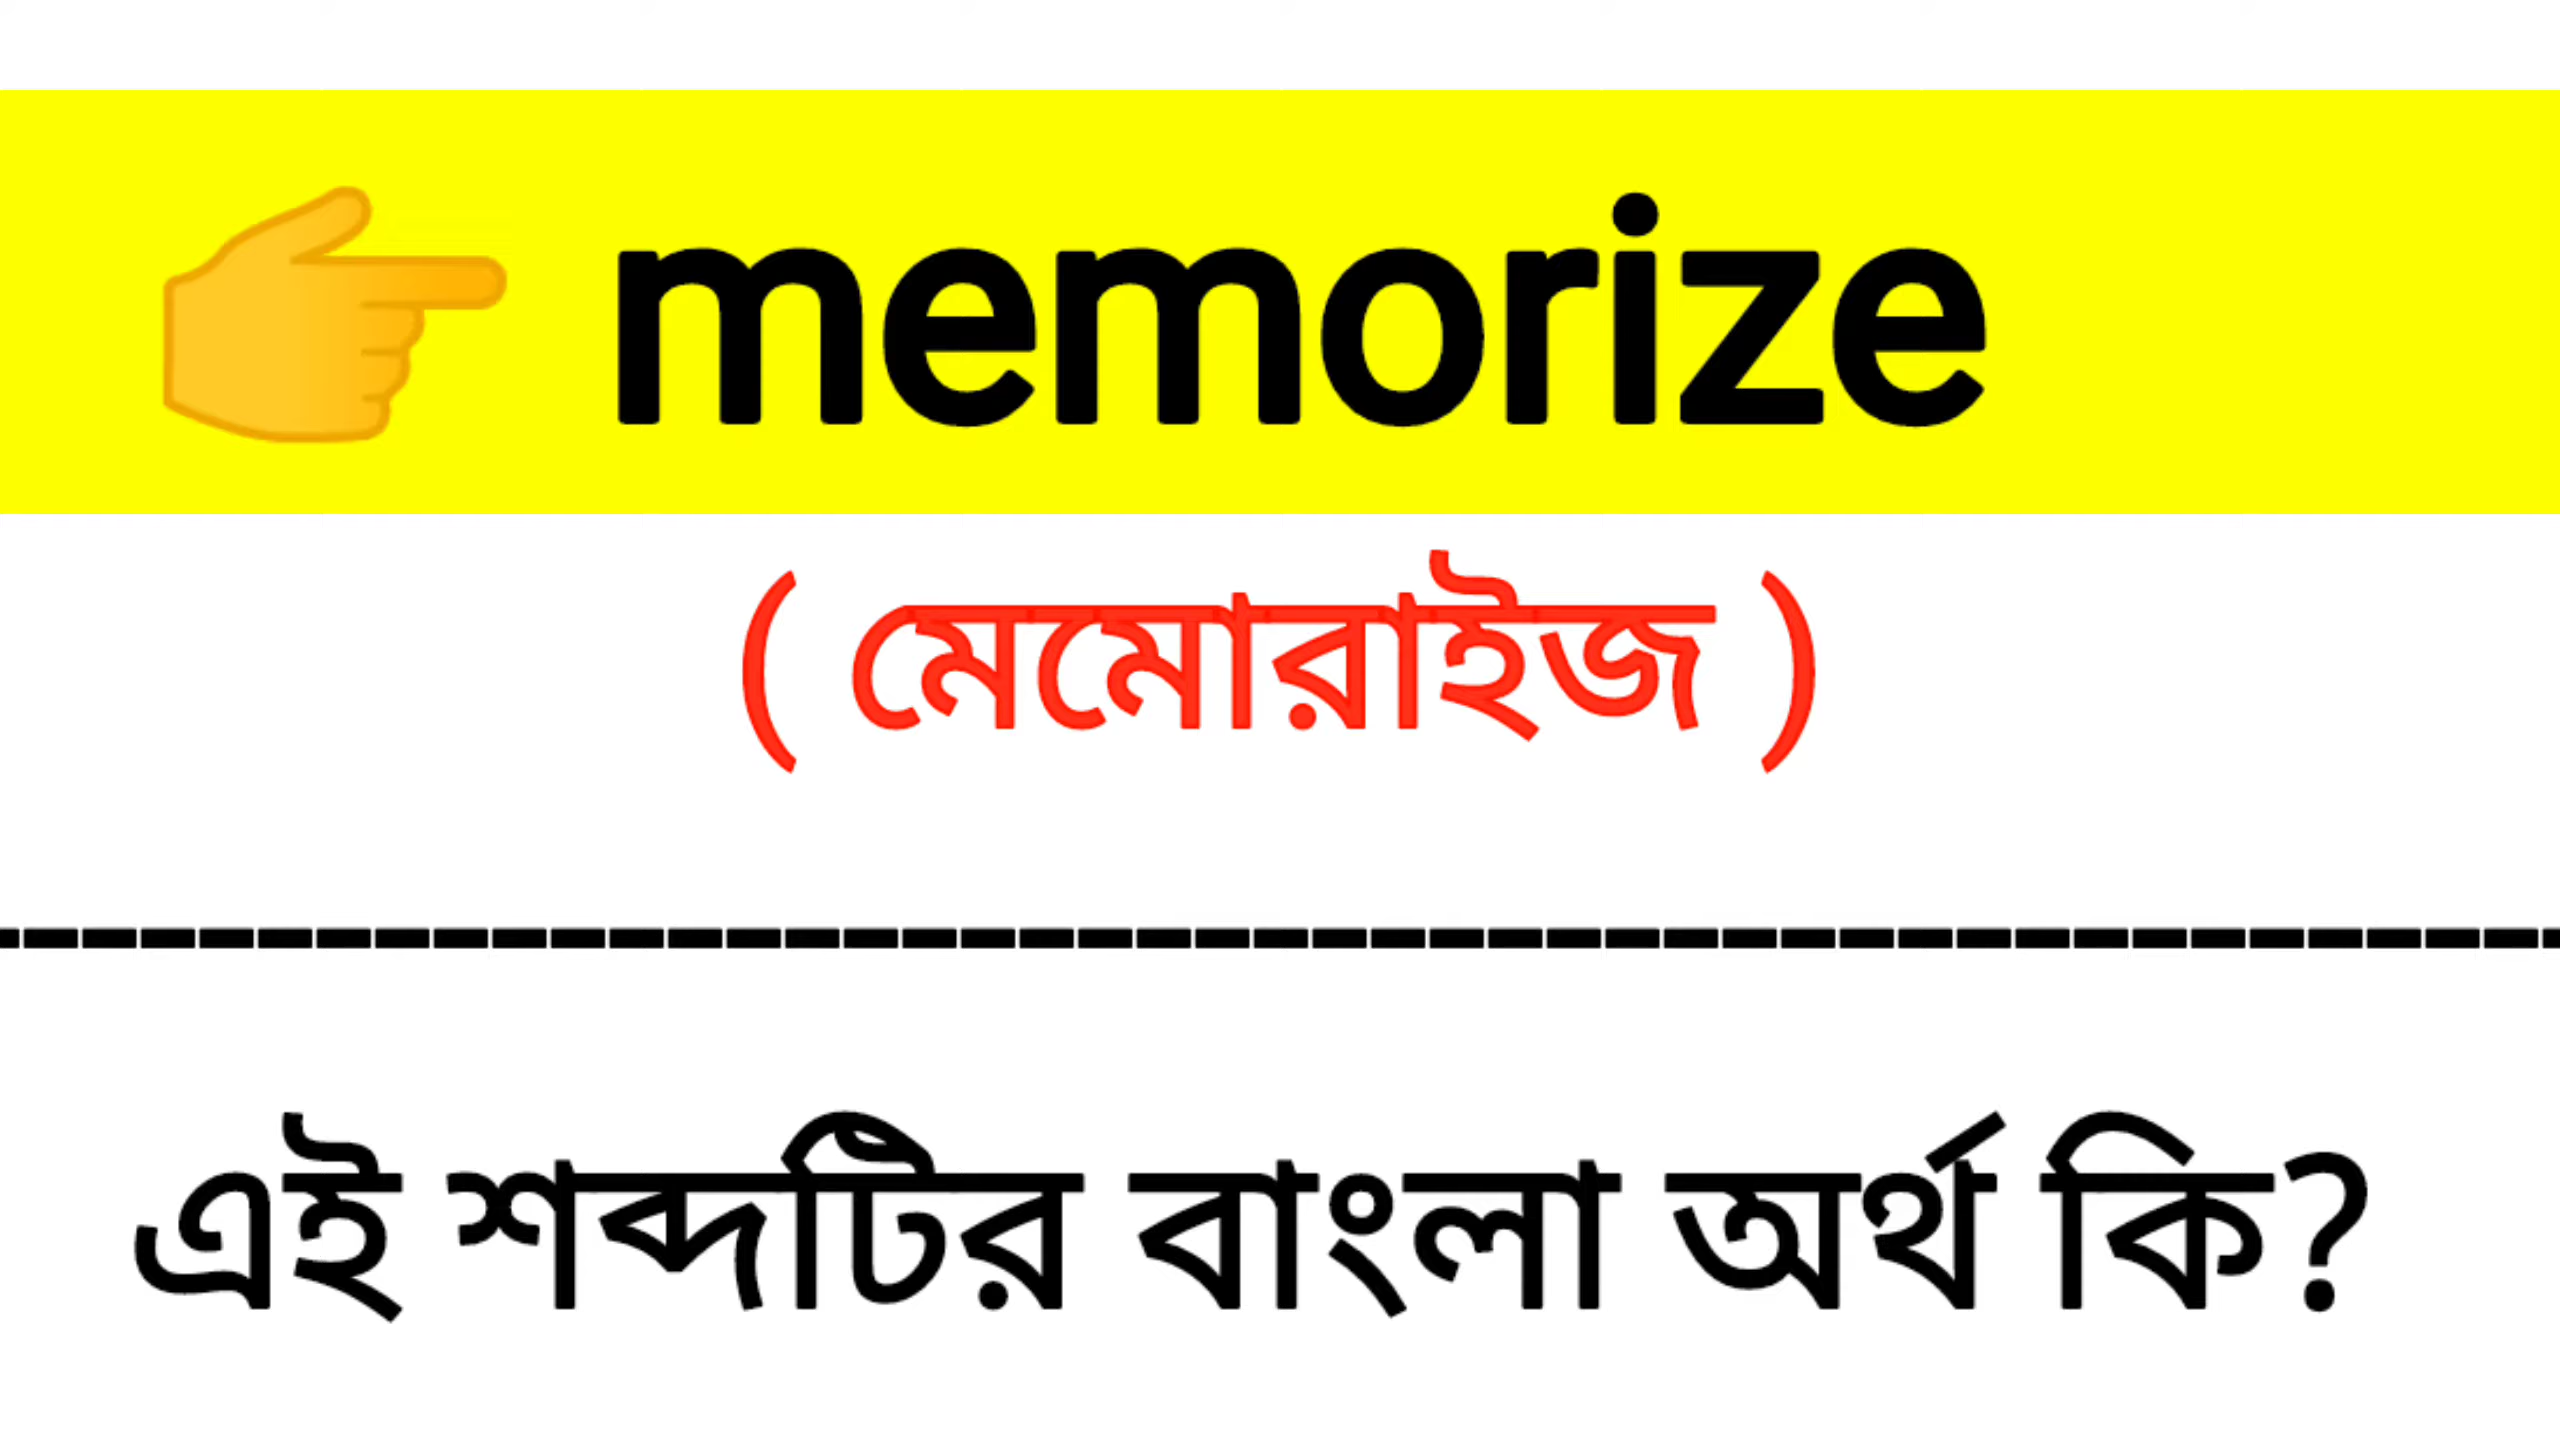 👉 memorize
( মেমোরাইজ )
এই শব্দটির বাংলা অর্থ কি?